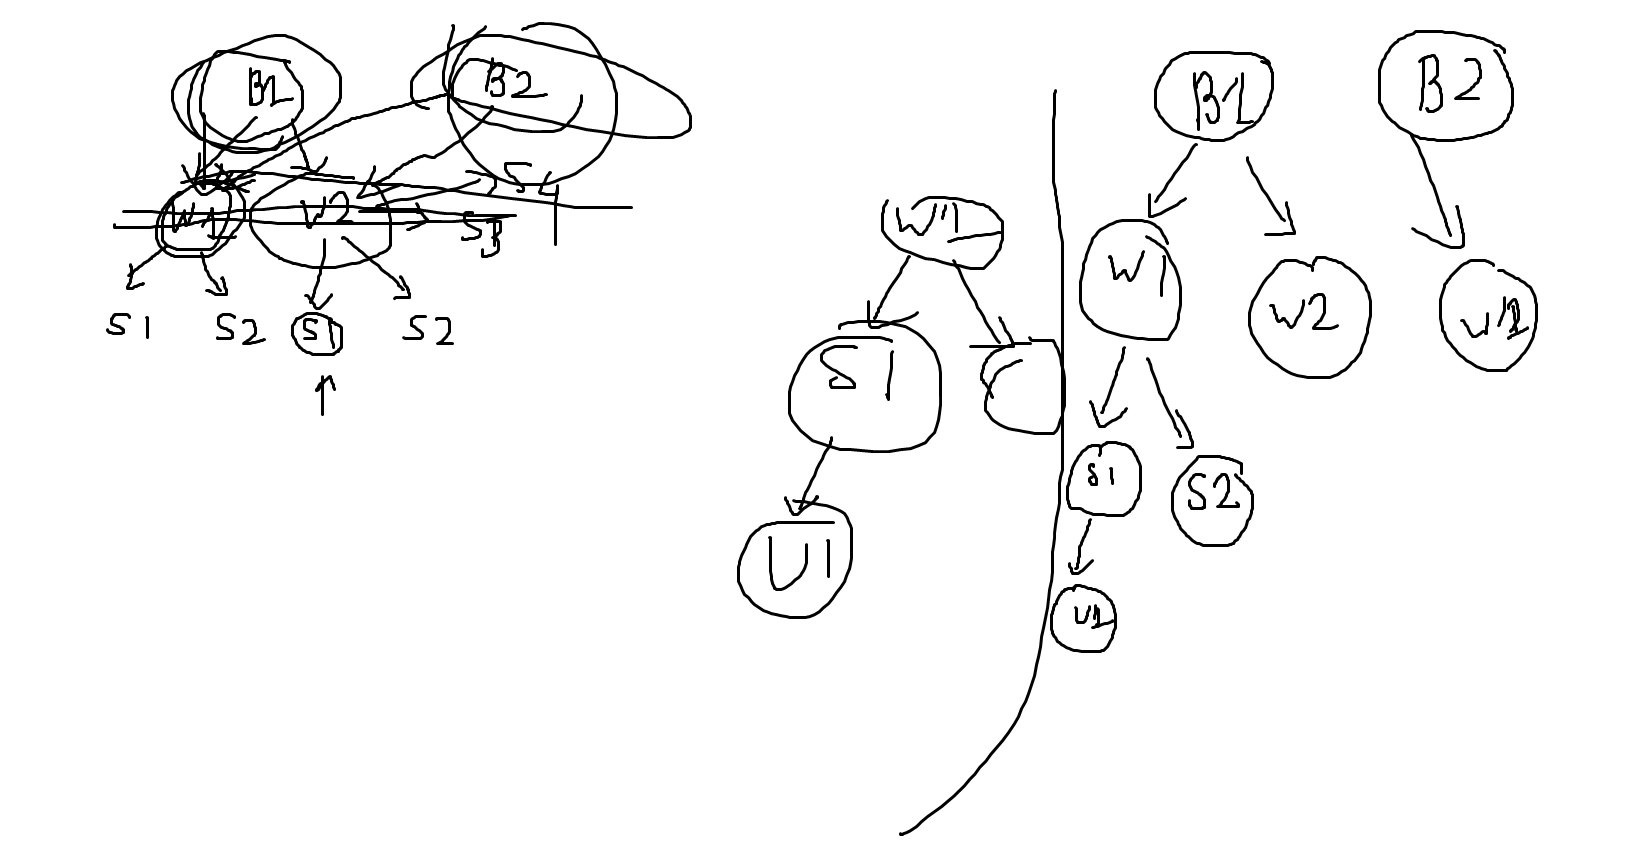 B1 B2
S4
W1 W2 S3
S1 S2 S1 S2
W1
S1
U1
B1 B2
W1 W2 W1
S1 S2
U1